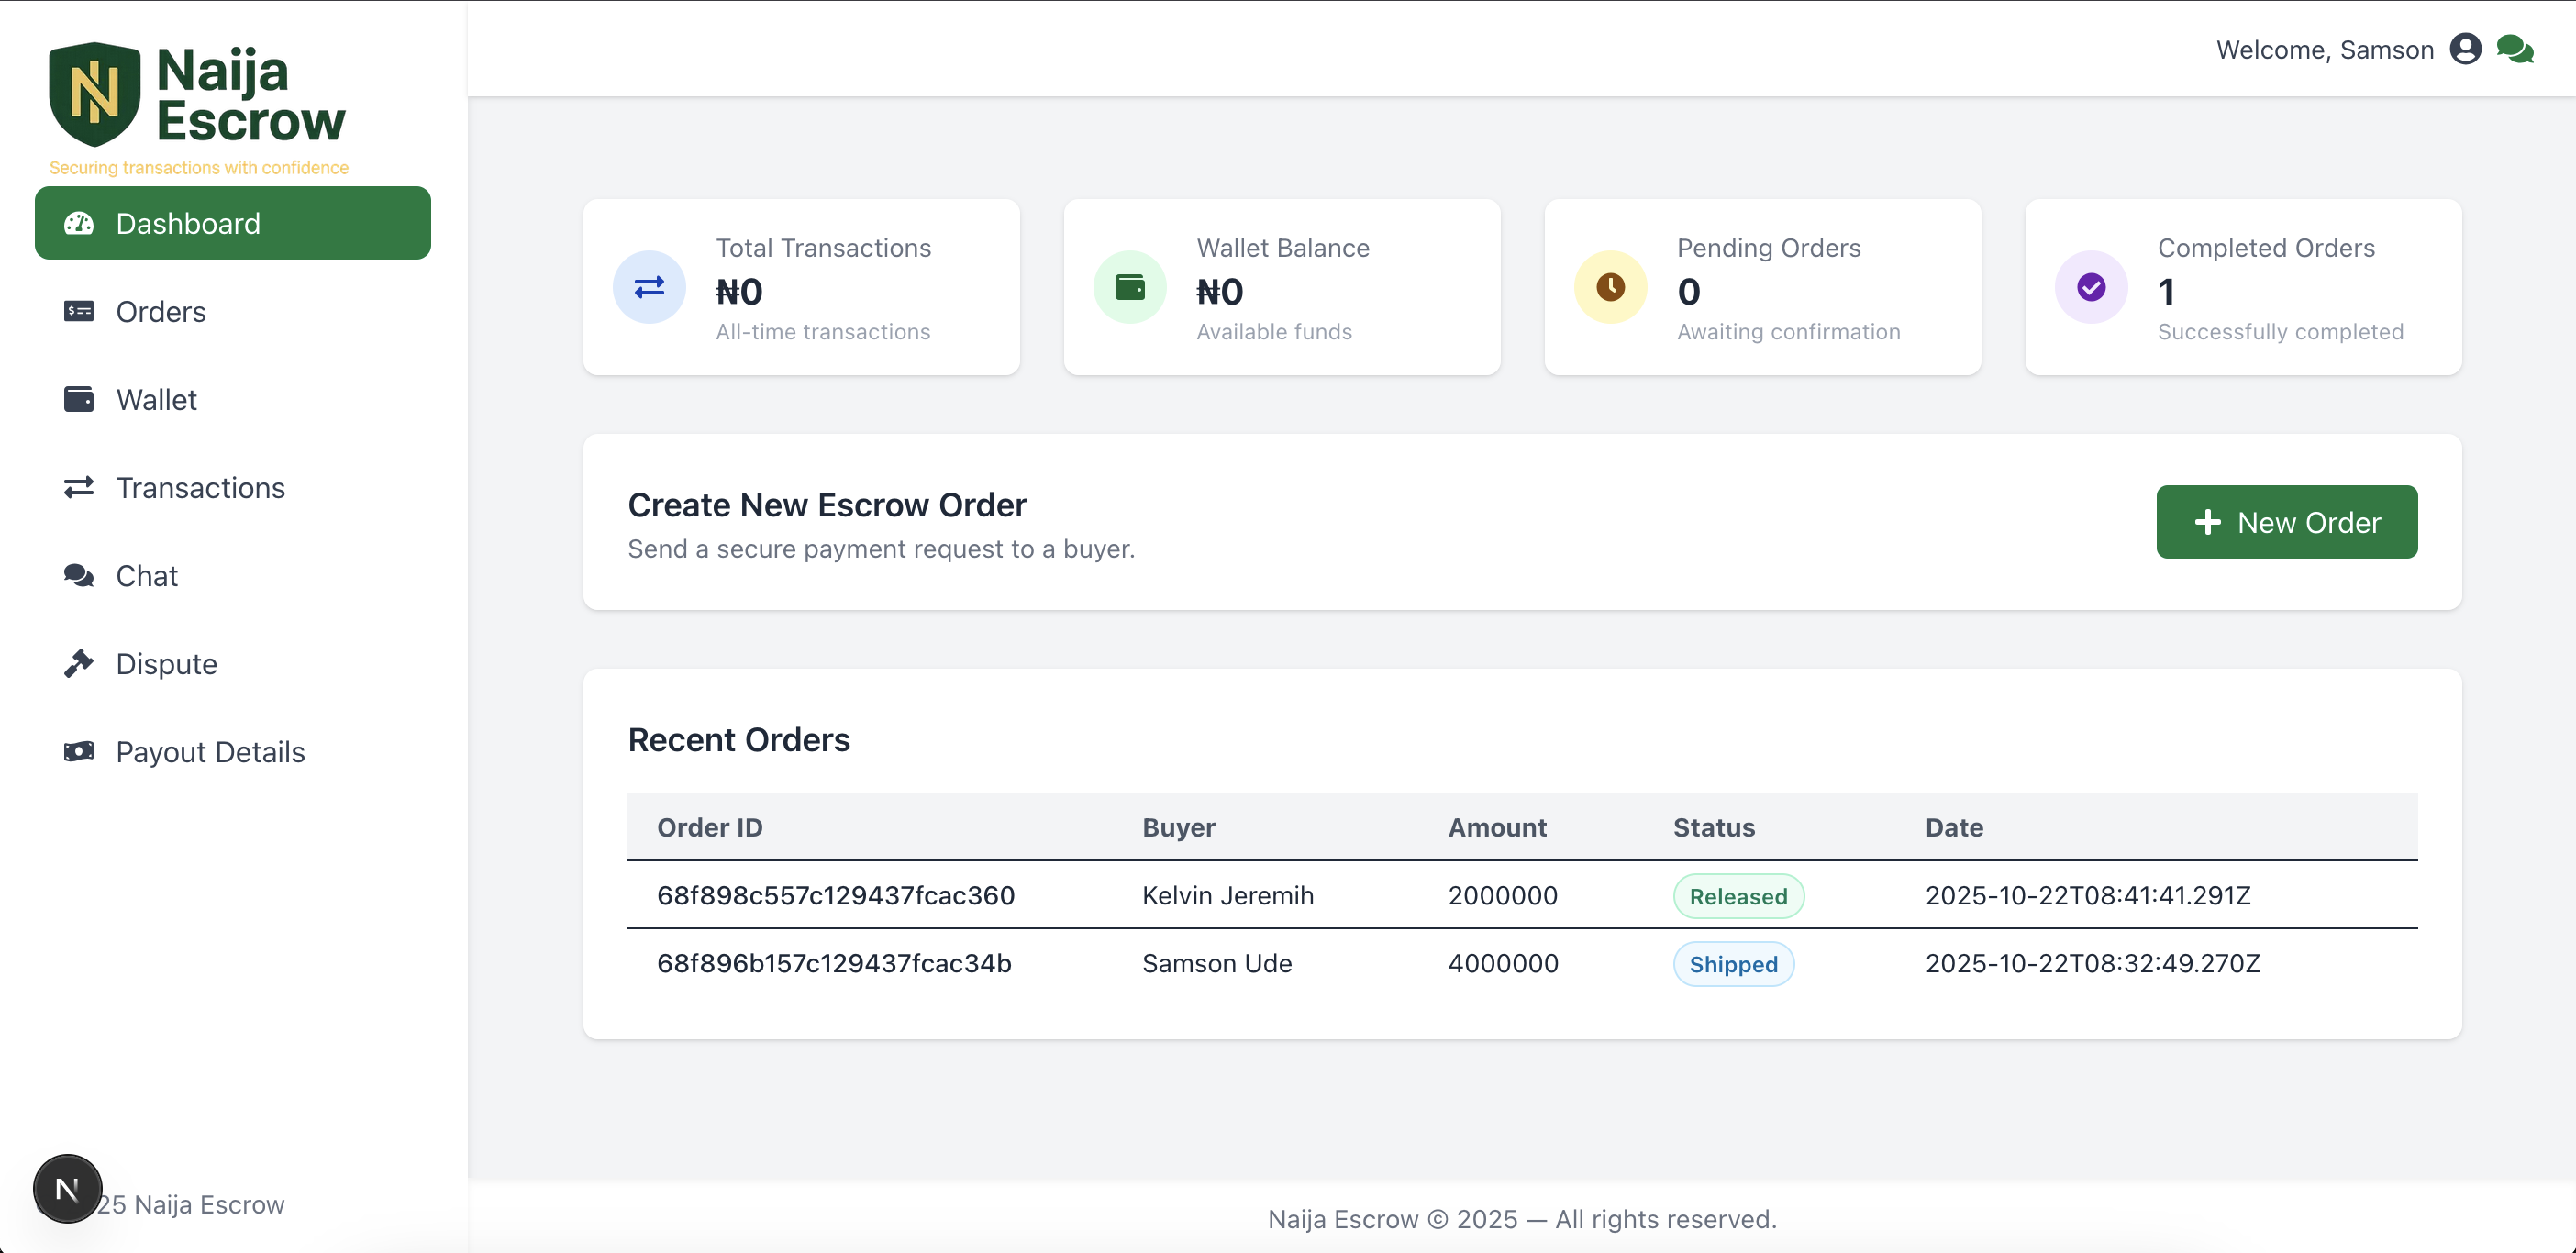 Naija
Escrow
Securing transactions with confidence
Dashboard
Orders
Wallet
Transactions
Chat
Dispute
Payout Details
25 Naija Escrow
N
Welcome, Samson
Total Transactions
₦0
All-time transactions
Wallet Balance
₦0
Available funds
Pending Orders
0
Awaiting confirmation
Completed Orders
1
Successfully completed
Create New Escrow Order
Send a secure payment request to a buyer.
New Order
Recent Orders
Order ID Buyer Amount Status Date
68f898c557c129437fcac360 Kelvin Jeremih 2000000 Released 2025-10-22T08:41:41.291Z
68f896b157c129437fcac34b Samson Ude 4000000 Shipped 2025-10-22T08:32:49.270Z
Naija Escrow © 2025 — All rights reserved.